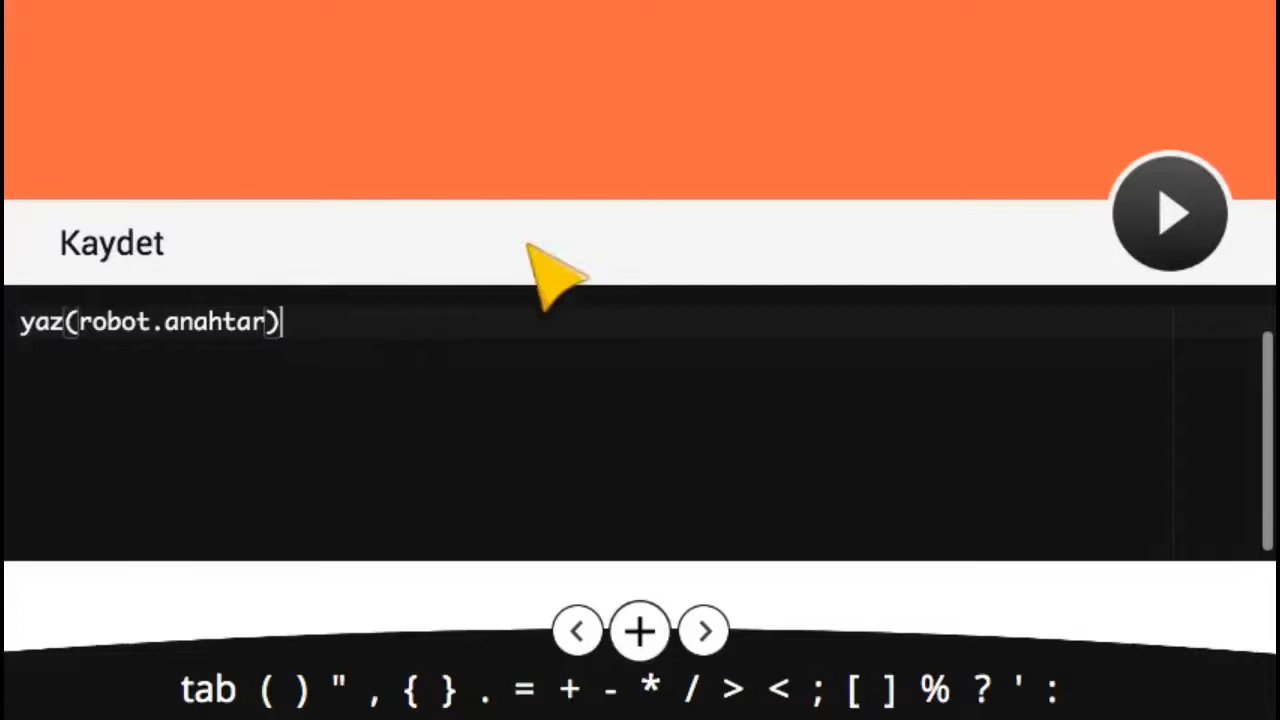 Kaydet
yaz(robot.anahtar)
tab ( ) " , { } . = + - * / > < ; [ ] % ? ' :